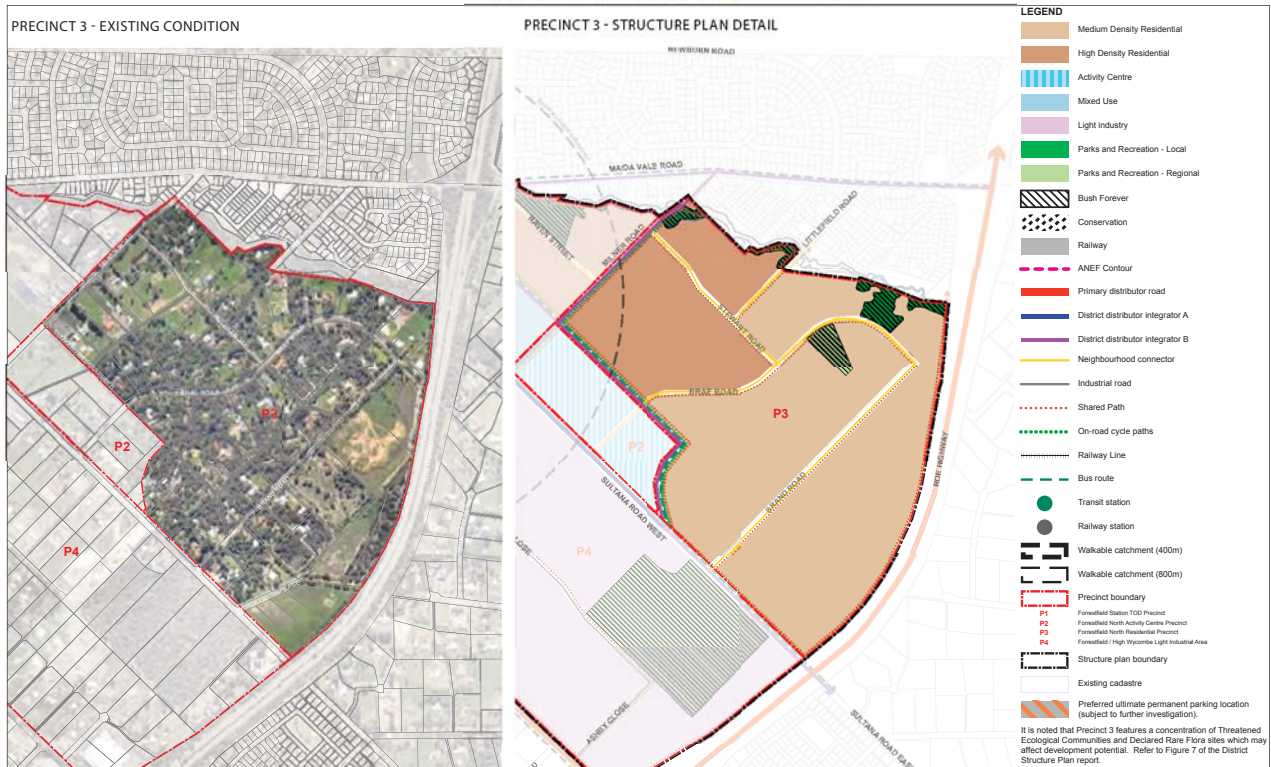 PRECINCT 3 - EXISTING CONDITION
P3
P2
P4
PRECINCT 3 - STRUCTURE PLAN DETAIL
NEWBURN ROAD
MAIDA VALE ROAD
RAVEN STREET
MILNER ROAD
LITTLEFIELD ROAD
STEWART ROAD
BRAE ROAD
P3
P2
ROE HIGHWAY
BRAND ROAD
SULTANA ROAD WEST
P4
ASHBY CLOSE
SULTANA ROAD EAST
LEGEND
Medium Density Residential
High Density Residential
Activity Centre
Mixed Use
Light industry
Parks and Recreation - Local
Parks and Recreation - Regional
Bush Forever
Conservation
Railway
ANEF Contour
Primary distributor road
District distributor integrator A
District distributor integrator B
Neighbourhood connector
Industrial road
Shared Path
On-road cycle paths
Railway Line
Bus route
Transit station
Railway station
Walkable catchment (400m)
Walkable catchment (800m)
Precinct boundary
P1 Forrestfield Station TOD Precinct
P2 Forrestfield North Activity Centre Precinct
P3 Forrestfield North Residential Precinct
P4 Forrestfield / High Wycombe Light Industrial Area
Structure plan boundary
Existing cadastre
Preferred ultimate permanent parking location
(subject to further investigation).
It is noted that Precinct 3 features a concentration of Threatened
Ecological Communities and Declared Rare Flora sites which may
affect development potential. Refer to Figure 7 of the District
Structure Plan report.